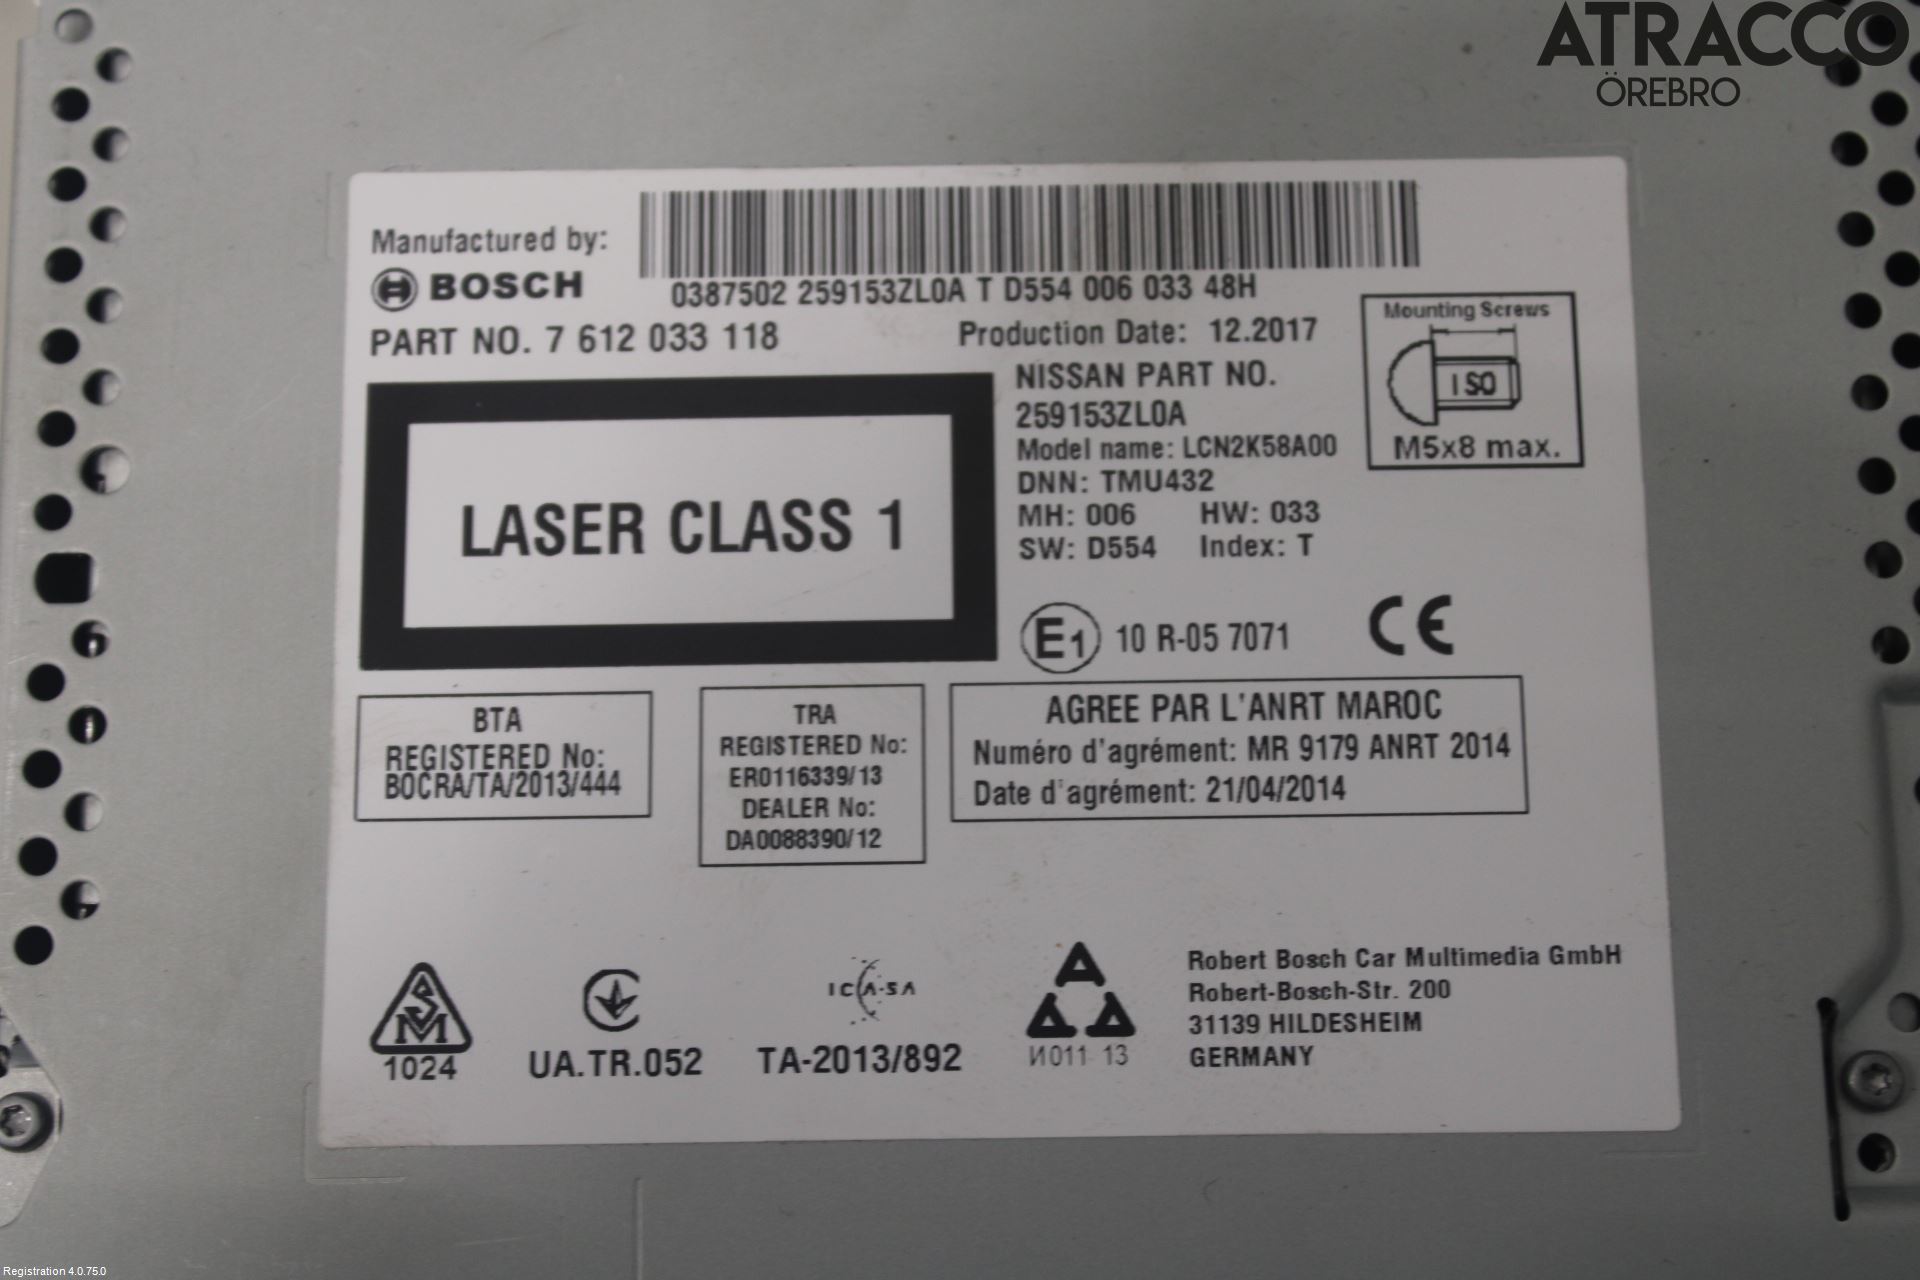 ATRACCO
ÖREBRO
Manufactured by:
BOSCH
0387502 259153ZL0A T D554 006 033 48H
PART NO. 7 612 033 118
Production Date: 12.2017
Mounting Screws
ISO
M5x8 max.
NISSAN PART NO.
259153ZL0A
Model name: LCN2K58A00
DNN: TMU432
MH: 006 HW: 033
SW: D554 Index: T
LASER CLASS 1
E1 10 R-05 7071 CE
BTA
REGISTERED No:
BOCRA/TA/2013/444
TRA
REGISTERED No:
ER0116339/13
DEALER No:
DA0088390/12
AGREE PAR L'ANRT MAROC
Numéro d'agrément: MR 9179 ANRT 2014
Date d'agrément: 21/04/2014
SM
1024
UA.TR.052
ICASA
TA-2013/892
AAA
И011 13
Robert Bosch Car Multimedia GmbH
Robert-Bosch-Str. 200
31139 HILDESHEIM
GERMANY
Registration 4.0.75.0